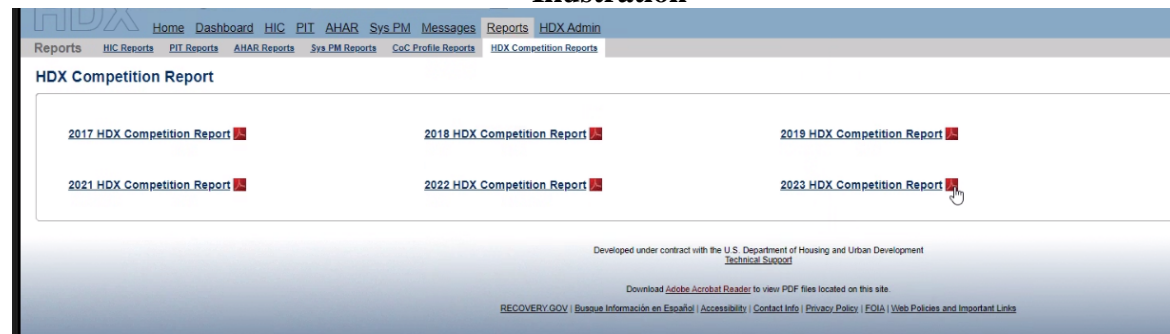 Illustration
HDX
Home Dashboard HIC PIT AHAR Sys PM Messages Reports HDX Admin
Reports HIC Reports PIT Reports AHAR Reports Sys PM Reports CoC Profile Reports HDX Competition Reports
HDX Competition Report
2017 HDX Competition Report 2018 HDX Competition Report 2019 HDX Competition Report
2021 HDX Competition Report 2022 HDX Competition Report 2023 HDX Competition Report
Developed under contract with the U.S. Department of Housing and Urban Development
Technical Support
Download Adobe Acrobat Reader to view PDF files located on this site.
RECOVERY.GOV | Busque Información en Español | Accessibility | Contact Info | Privacy Policy | FOIA | Web Policies and Important Links